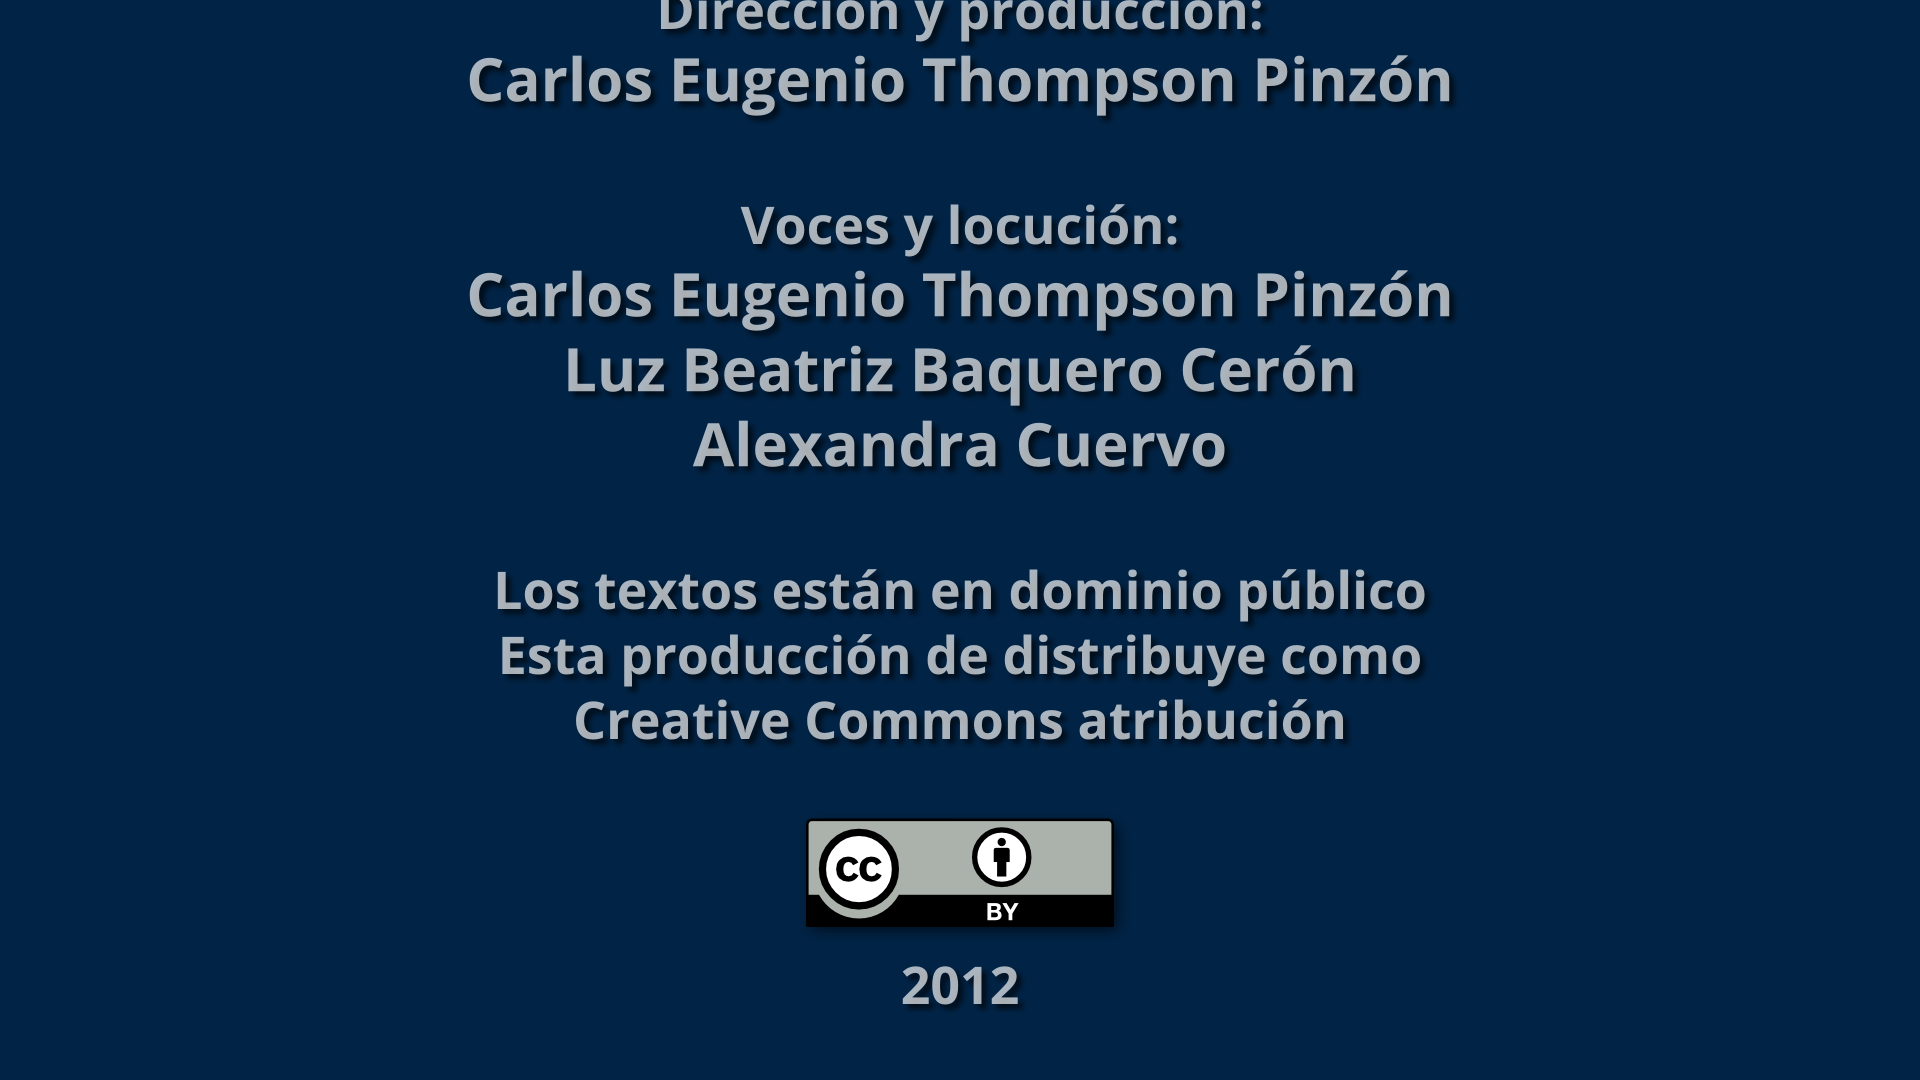 Dirección y producción:
Carlos Eugenio Thompson Pinzón
Voces y locución:
Carlos Eugenio Thompson Pinzón
Luz Beatriz Baquero Cerón
Alexandra Cuervo
Los textos están en dominio público
Esta producción de distribuye como
Creative Commons atribución
cc
BY
2012